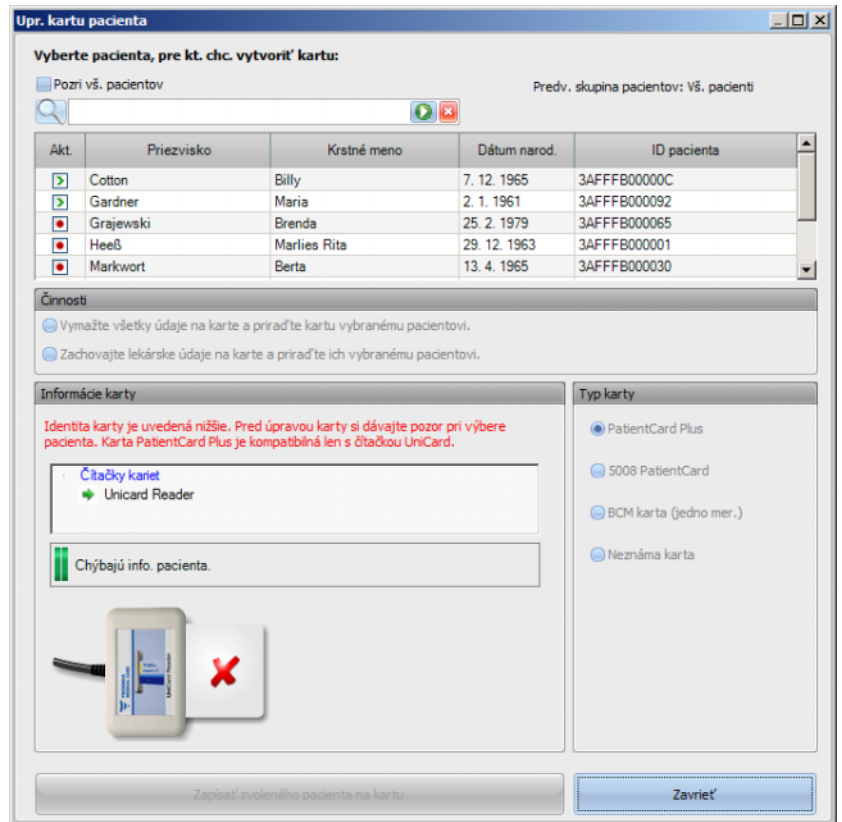 Upr. kartu pacienta
Vyberte pacienta, pre kt. chc. vytvoriť kartu:
Pozri vš. pacientov
Predv. skupina pacientov: Vš. pacienti
Akt. Priezvisko Krstné meno Dátum narod. ID pacienta
Cotton Billy 7. 12. 1965 3AFFFB00000C
Gardner Maria 2. 1. 1961 3AFFFB000092
Grajewski Brenda 25. 2. 1979 3AFFFB000065
Heeß Marlies Rita 29. 12. 1963 3AFFFB000001
Markwort Berta 13. 4. 1965 3AFFFB000030
Činnosti
Vymažte všetky údaje na karte a priraďte kartu vybranému pacientovi.
Zachovajte lekárske údaje na karte a priraďte ich vybranému pacientovi.
Informácie karty
Identita karty je uvedená nižšie. Pred úpravou karty si dávajte pozor pri výbere
pacienta. Karta PatientCard Plus je kompatibilná len s čítačkou UniCard.
Čítačky kariet
Unicard Reader
Chýbajú info. pacienta.
FRESENIUS
MEDICAL CARE
UniCard Reader
Typ karty
PatientCard Plus
5008 PatientCard
BCM karta (jedno mer.)
Neznáma karta
Zapísať zvoleného pacienta na kartu
Zavrieť